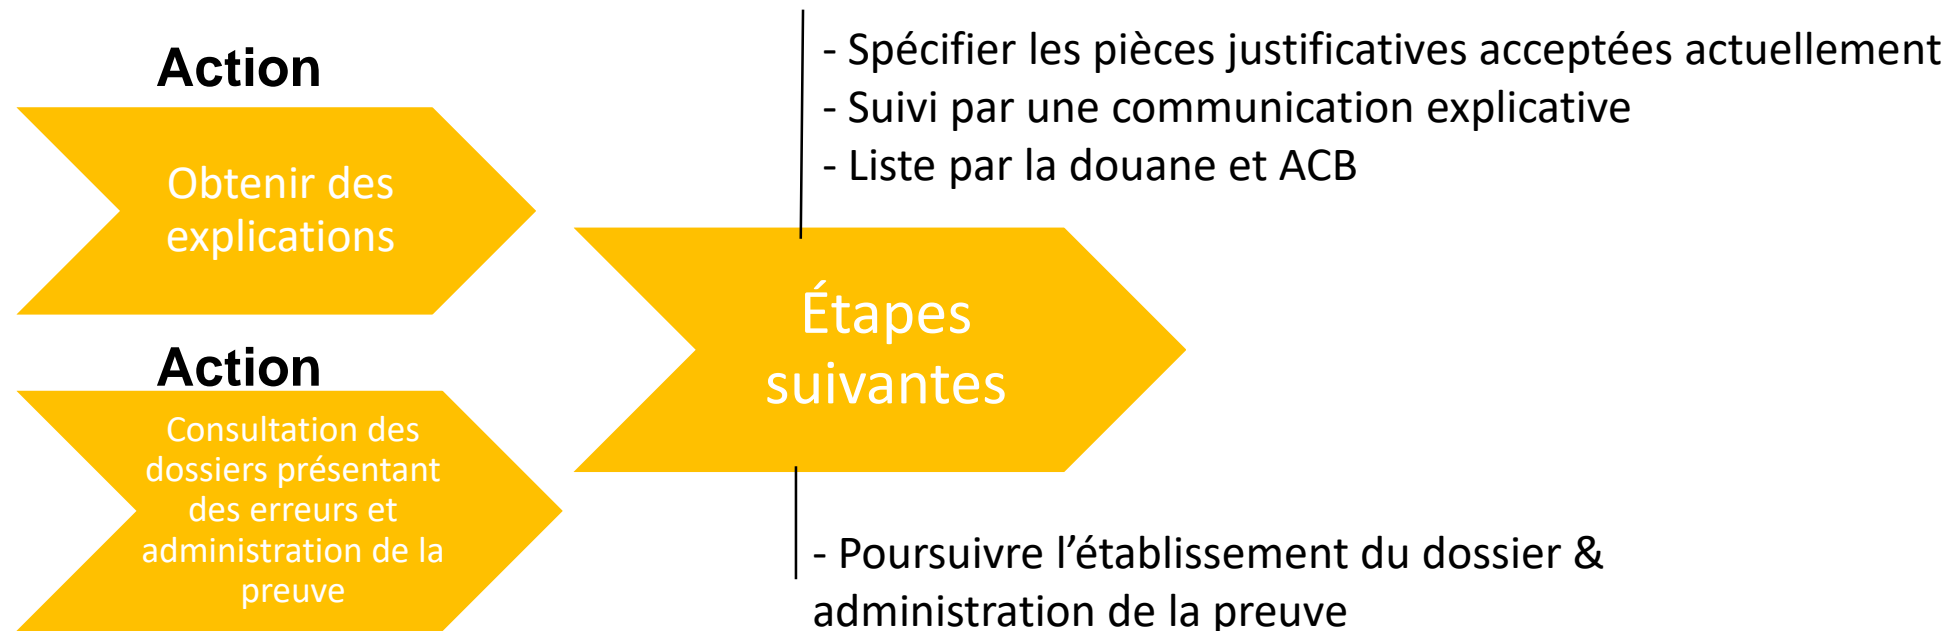 Action
Obtenir des
explications
Action
Consultation des
dossiers présentant
des erreurs et
administration de la
preuve
Étapes
suivantes
- Spécifier les pièces justificatives acceptées actuellement
- Suivi par une communication explicative
- Liste par la douane et ACB
- Poursuivre l’établissement du dossier &
administration de la preuve